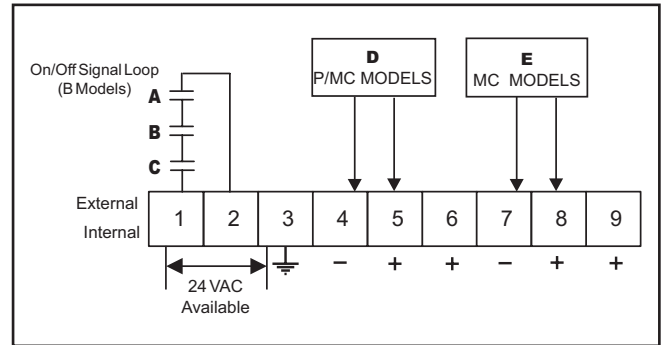 On/Off Signal Loop
(B Models)
A
B
C
D
P/MC MODELS
E
MC MODELS
External
Internal
1 2 3 4 5 6 7 8 9
− + + − + +
24 VAC
Available